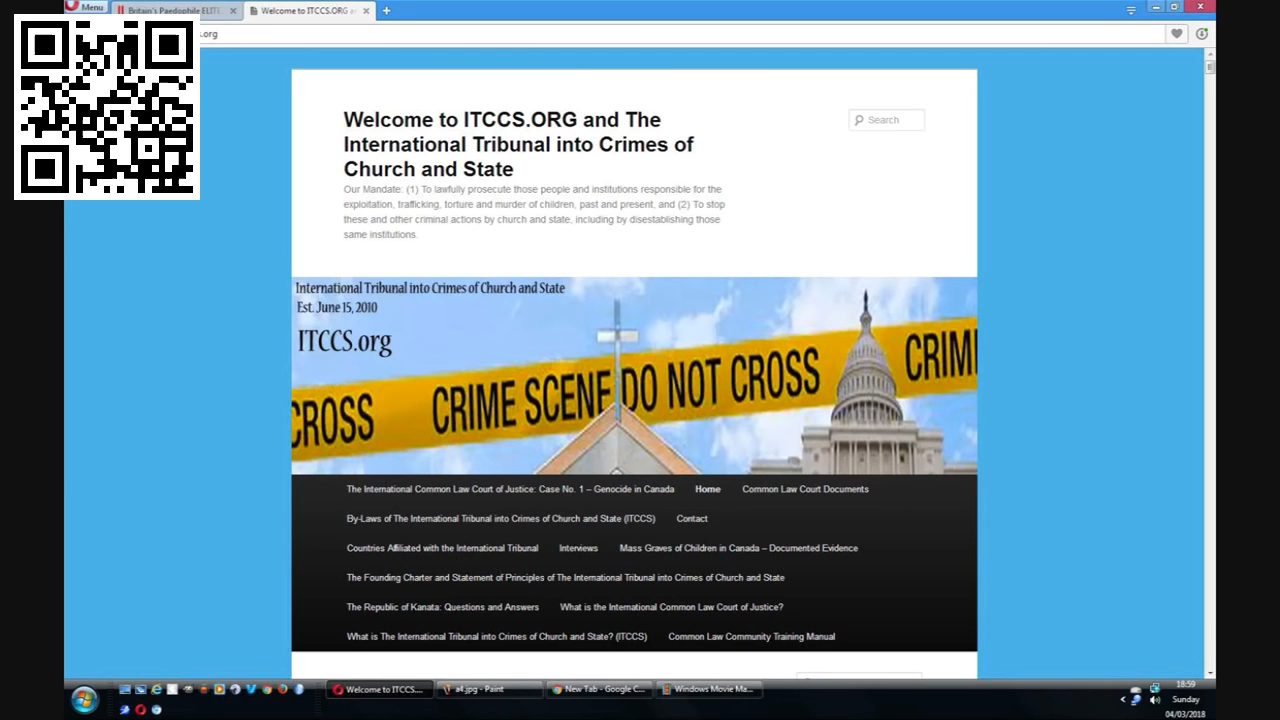 Menu
Britain's Paedophile ELITE
Welcome to ITCCS.ORG a
s.org
Welcome to ITCCS.ORG and The
International Tribunal into Crimes of
Church and State
Search
Our Mandate: (1) To lawfully prosecute those people and institutions responsible for the
exploitation, trafficking, torture and murder of children, past and present, and (2) To stop
these and other criminal actions by church and state, including by disestablishing those
same institutions.
International Tribunal into Crimes of Church and State
Est. June 15, 2010
ITCCS.org
CROSS CRIME SCENE DO NOT CROSS CRIM
The International Common Law Court of Justice: Case No. 1 – Genocide in Canada Home Common Law Court Documents
By-Laws of The International Tribunal into Crimes of Church and State (ITCCS) Contact
Countries Affiliated with the International Tribunal Interviews Mass Graves of Children in Canada – Documented Evidence
The Founding Charter and Statement of Principles of The International Tribunal into Crimes of Church and State
The Republic of Kanata: Questions and Answers What is the International Common Law Court of Justice?
What is The International Tribunal into Crimes of Church and State? (ITCCS) Common Law Community Training Manual
Welcome to ITCCS.... a4.jpg - Paint New Tab - Google C... Windows Movie Ma...
18:59
Sunday
04/03/2018